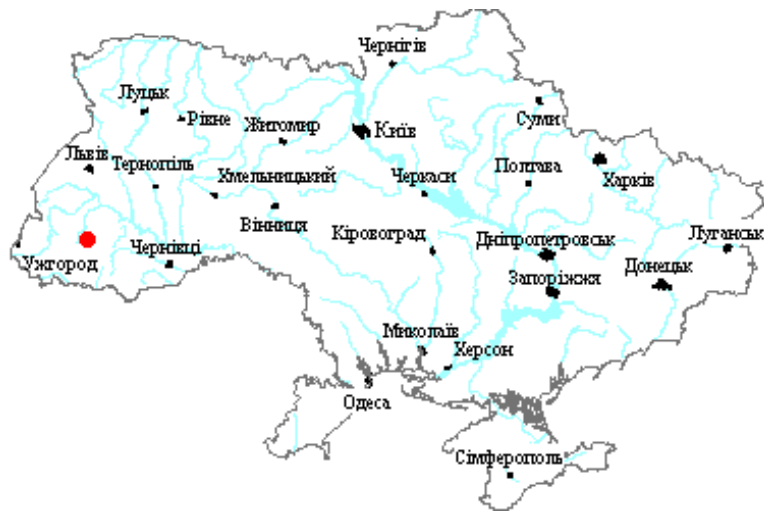 Чернігів
Луцьк
Рівне
Житомир
Київ
Суми
Львів
Тернопіль
Хмельницький
Черкаси
Полтава
Харків
Вінниця
Кіровоград
Дніпропетровськ
Луганськ
Ужгород
Чернівці
Запоріжжя
Донецьк
Миколаїв
Херсон
Одеса
Сімферополь